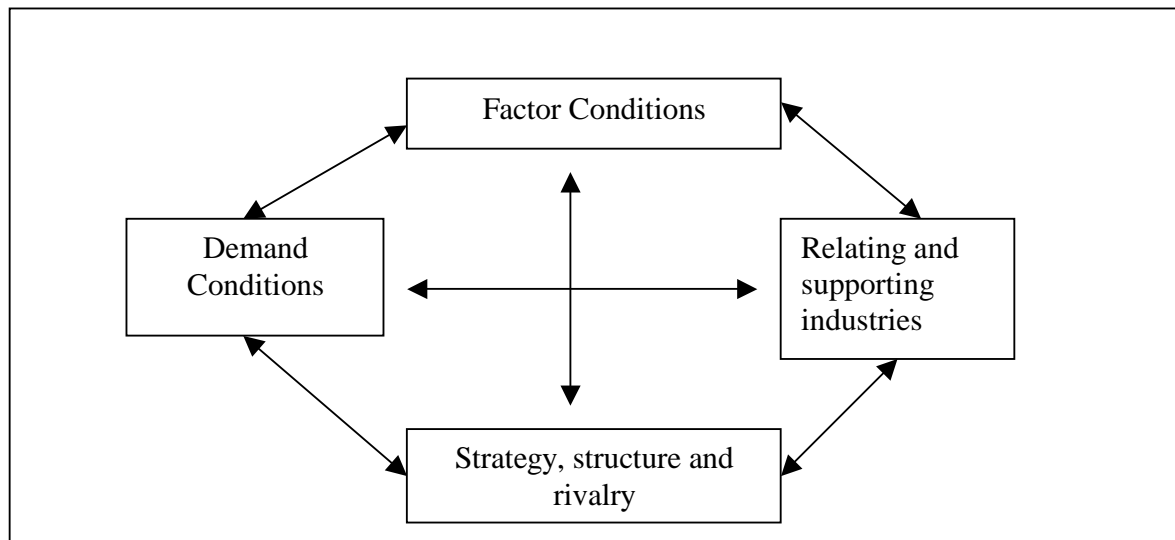 Factor Conditions
Demand
Conditions
Relating and
supporting
industries
Strategy, structure and
rivalry